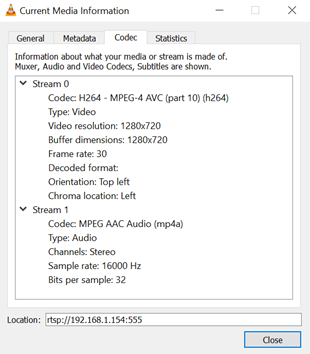 Current Media Information
General Metadata Codec Statistics
Information about what your media or stream is made of.
Muxer, Audio and Video Codecs, Subtitles are shown.
Stream 0
Codec: H264 - MPEG-4 AVC (part 10) (h264)
Type: Video
Video resolution: 1280x720
Buffer dimensions: 1280x720
Frame rate: 30
Decoded format:
Orientation: Top left
Chroma location: Left
Stream 1
Codec: MPEG AAC Audio (mp4a)
Type: Audio
Channels: Stereo
Sample rate: 16000 Hz
Bits per sample: 32
Location: rtsp://192.168.1.154:555
Close